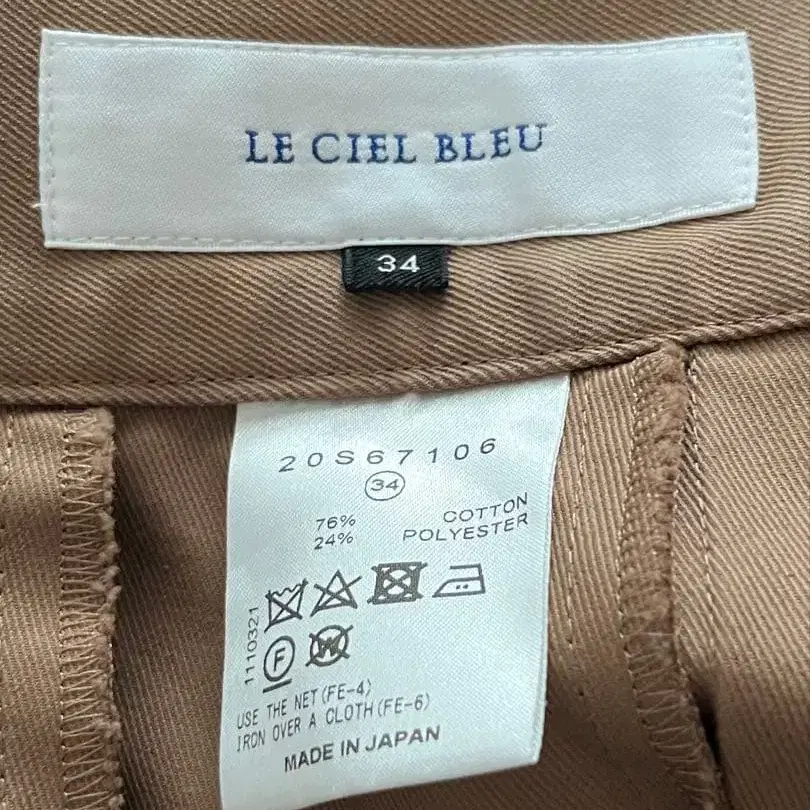 LE CIEL BLEU
34
20S67106
34
76% COTTON
24% POLYESTER
F
W
1110321
USE THE NET(FE-4)
IRON OVER A CLOTH(FE-6)
MADE IN JAPAN